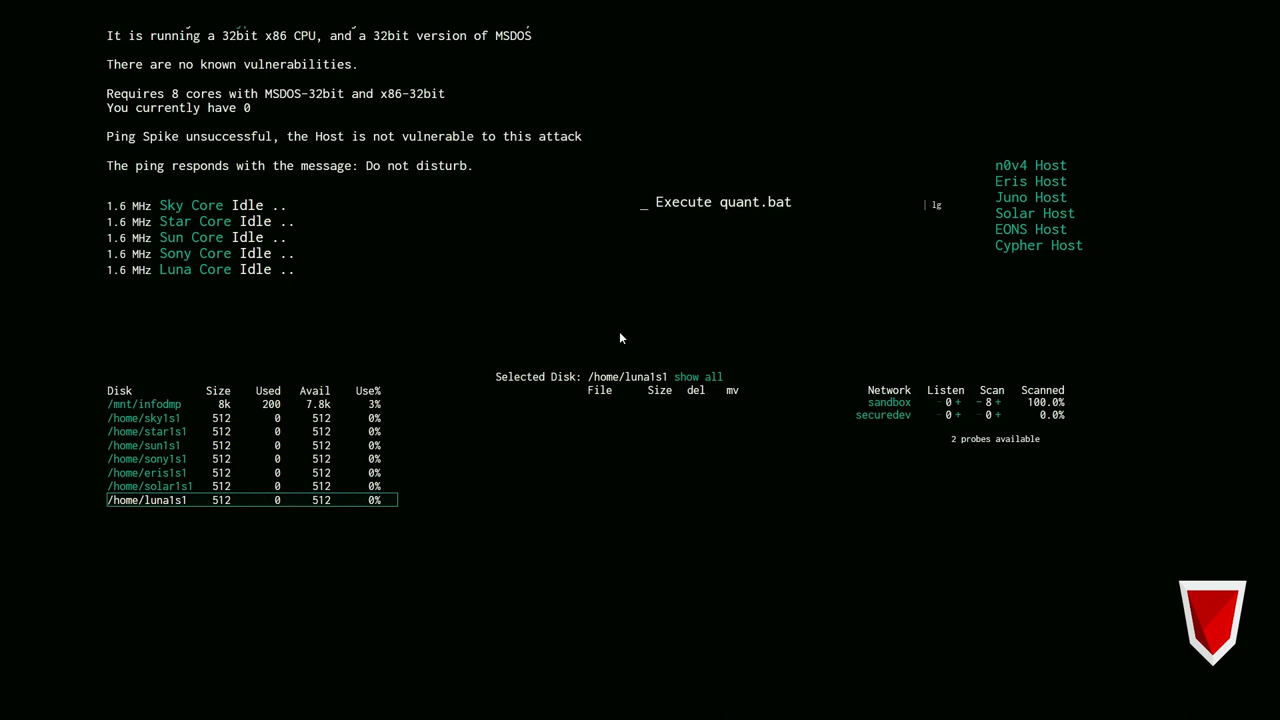 It is running a 32bit x86 CPU, and a 32bit version of MSDOS
There are no known vulnerabilities.
Requires 8 cores with MSDOS-32bit and x86-32bit
You currently have 0
Ping Spike unsuccessful, the Host is not vulnerable to this attack
The ping responds with the message: Do not disturb.
1.6 MHz Sky Core Idle ..
1.6 MHz Star Core Idle ..
1.6 MHz Sun Core Idle ..
1.6 MHz Sony Core Idle ..
1.6 MHz Luna Core Idle ..
_ Execute quant.bat
| lg
n0v4 Host
Eris Host
Juno Host
Solar Host
EONS Host
Cypher Host
Disk Size Used Avail Use%
/mnt/infodmp 8k 200 7.8k 3%
/home/sky1s1 512 0 512 0%
/home/star1s1 512 0 512 0%
/home/sun1s1 512 0 512 0%
/home/sony1s1 512 0 512 0%
/home/eris1s1 512 0 512 0%
/home/solar1s1 512 0 512 0%
/home/luna1s1 512 0 512 0%
Selected Disk: /home/luna1s1 show all
File Size del mv
Network Listen Scan Scanned
sandbox - 0 + - 8 + 100.0%
securedev - 0 + - 0 + 0.0%
2 probes available